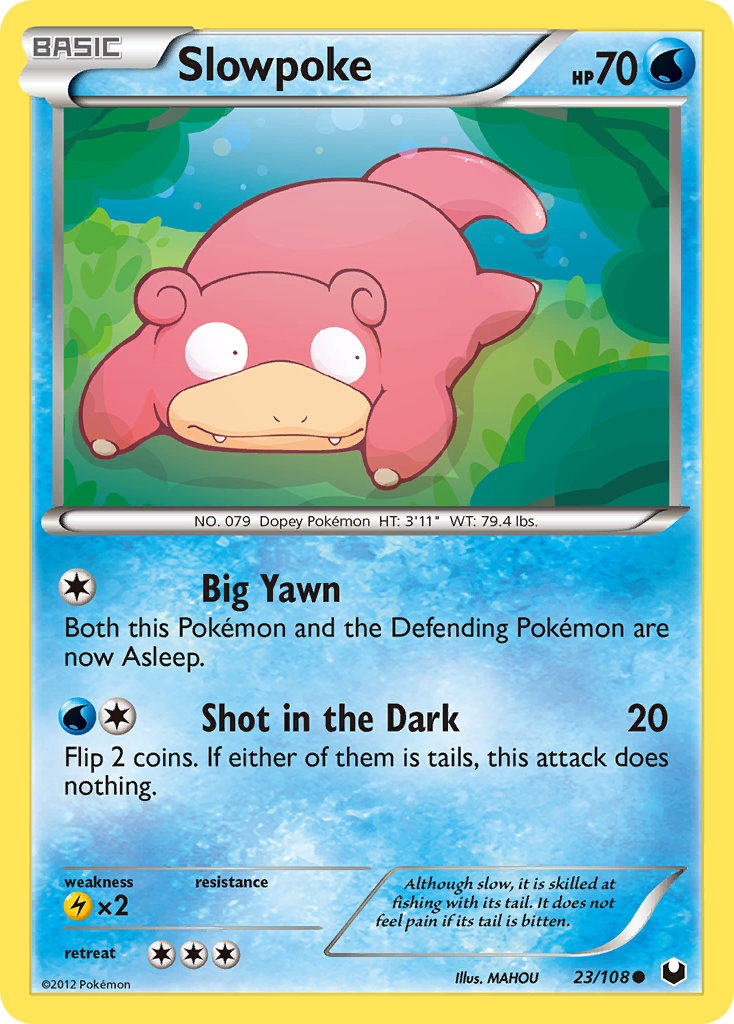 BASIC
Slowpoke
HP 70
NO. 079 Dopey Pokémon HT: 3'11" WT: 79.4 lbs.
Big Yawn
Both this Pokémon and the Defending Pokémon are
now Asleep.
Shot in the Dark 20
Flip 2 coins. If either of them is tails, this attack does
nothing.
weakness resistance
×2
Although slow, it is skilled at
fishing with its tail. It does not
feel pain if its tail is bitten.
retreat
©2012 Pokémon
Illus. MAHOU 23/108